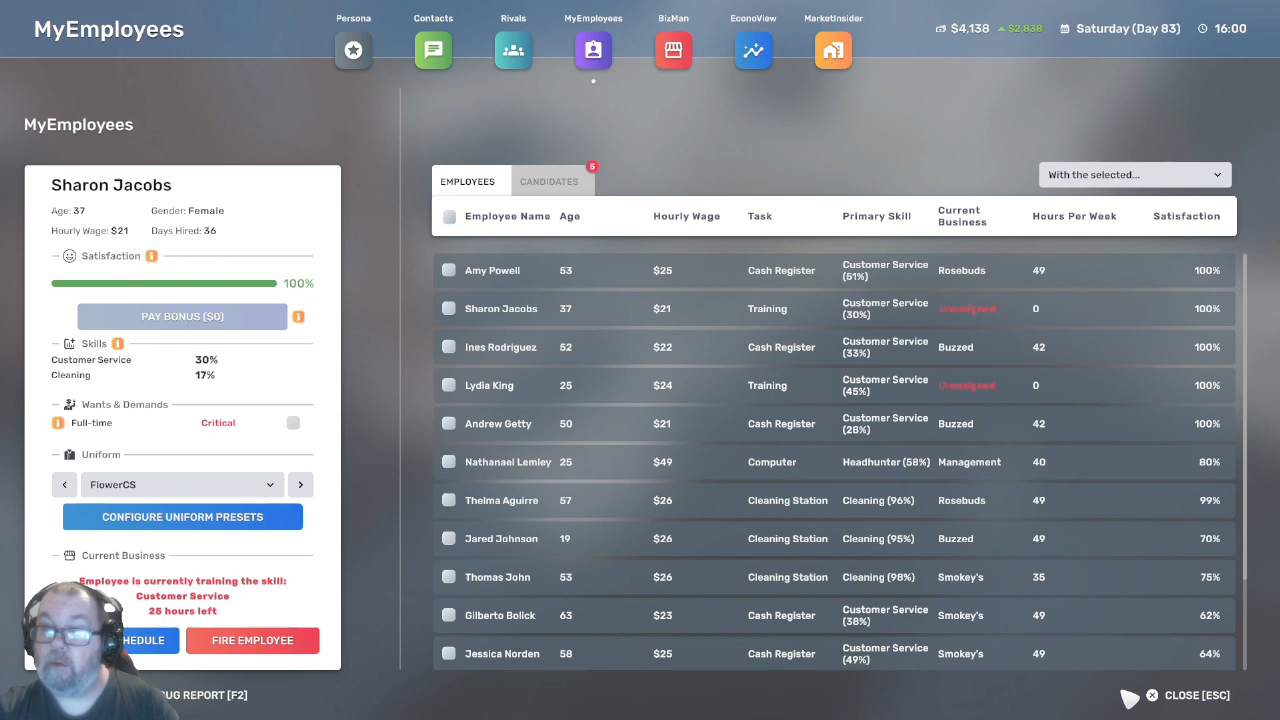 MyEmployees
Persona
Contacts
Rivals
MyEmployees
BizMan
EconoView
MarketInsider
$4,138 $2,838
Saturday (Day 83)
16:00
MyEmployees
Sharon Jacobs
Age: 37 Gender: Female
Hourly Wage: $21 Days Hired: 36
Satisfaction
100%
PAY BONUS ($0)
Skills
Customer Service 30%
Cleaning 17%
Wants & Demands
Full-time Critical
Uniform
FlowerCS
CONFIGURE UNIFORM PRESETS
Current Business
Employee is currently training the skill:
Customer Service
25 hours left
HEDULE FIRE EMPLOYEE
UG REPORT [F2]
EMPLOYEES CANDIDATES 5
With the selected...
Employee Name Age Hourly Wage Task Primary Skill Current Business Hours Per Week Satisfaction
Amy Powell 53 $25 Cash Register Customer Service (51%) Rosebuds 49 100%
Sharon Jacobs 37 $21 Training Customer Service (30%) Unassigned 0 100%
Ines Rodriguez 52 $22 Cash Register Customer Service (33%) Buzzed 42 100%
Lydia King 25 $24 Training Customer Service (45%) Unassigned 0 100%
Andrew Getty 50 $21 Cash Register Customer Service (28%) Buzzed 42 100%
Nathanael Lemley 25 $49 Computer Headhunter (58%) Management 40 80%
Thelma Aguirre 57 $26 Cleaning Station Cleaning (96%) Rosebuds 49 99%
Jared Johnson 19 $26 Cleaning Station Cleaning (95%) Buzzed 49 70%
Thomas John 53 $26 Cleaning Station Cleaning (98%) Smokey's 35 75%
Gilberto Bolick 63 $23 Cash Register Customer Service (38%) Smokey's 49 62%
Jessica Norden 58 $25 Cash Register Customer Service (49%) Smokey's 49 64%
CLOSE [ESC]